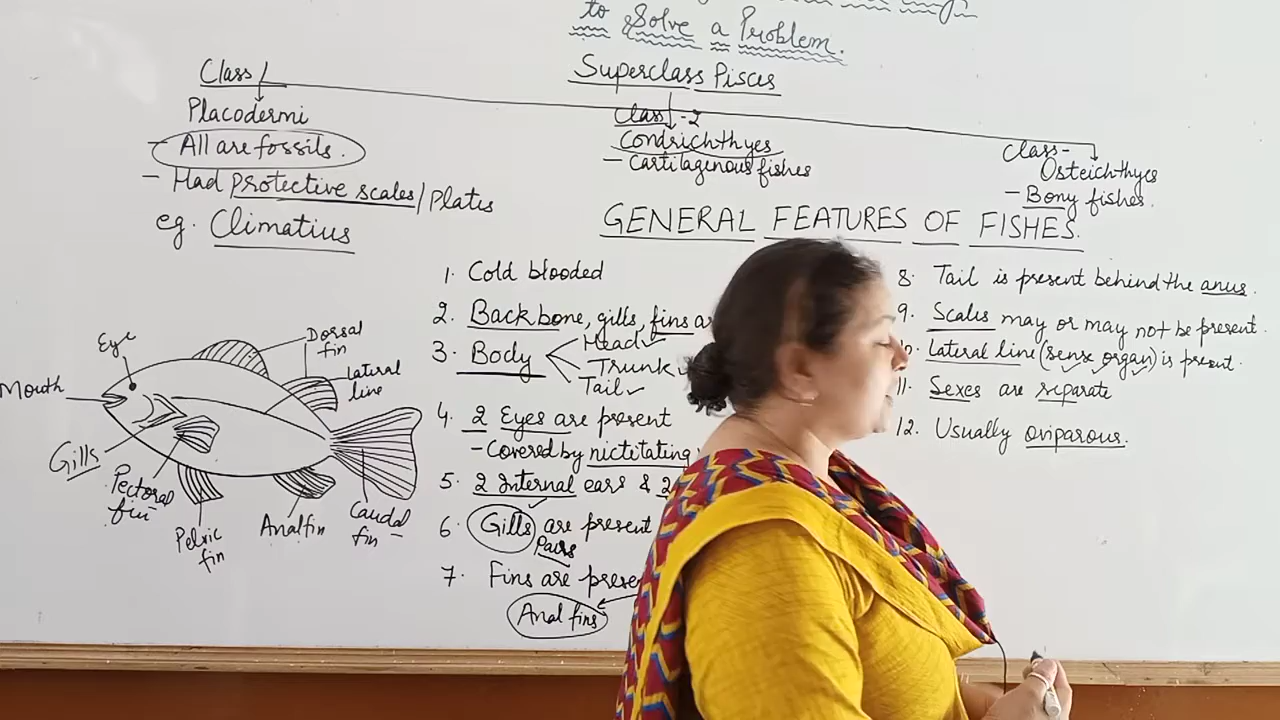 to Solve a Problem.
Superclass Pisces
Class 1
Placodermi
- All are fossils.
- Had protective scales/Plates
eg. Climatius
Class-2
Condrichthyes
- Cartilagenous fishes
Class-
Osteichthyes
- Bony fishes.
GENERAL FEATURES OF FISHES.
1. Cold blooded
2. Backbone, gills, fins
3. Body
Head
Trunk
Tail
4. 2 Eyes are present
- Covered by nictetating
5. 2 Internal ears & 2
6 Gills are present
Pairs
7. Fins are prese
Anal fins
8. Tail is present behind the anus.
9. Scales may or may not be present.
10. Lateral line (sense organ) is present.
11. Sexes are separate
12. Usually oviparous.
Eye
Mouth
Gills
Pectoral
fin
Pelvic
fin
Anal fin
Caudal
fin
Dorsal
fin
Lateral
line